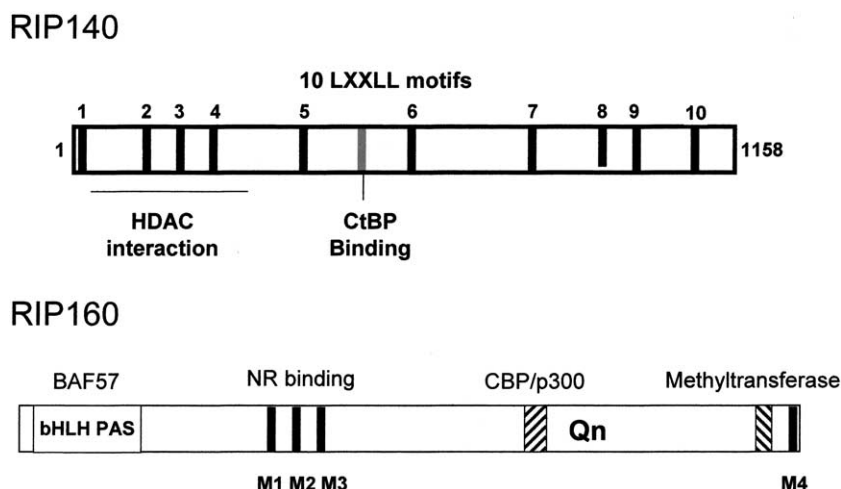 RIP140
10 LXXLL motifs
1 2 3 4 5 6 7 8 9 10
1 1158
HDAC CtBP
interaction Binding
RIP160
BAF57 NR binding CBP/p300 Methyltransferase
bHLH PAS Qn
M1 M2 M3 M4